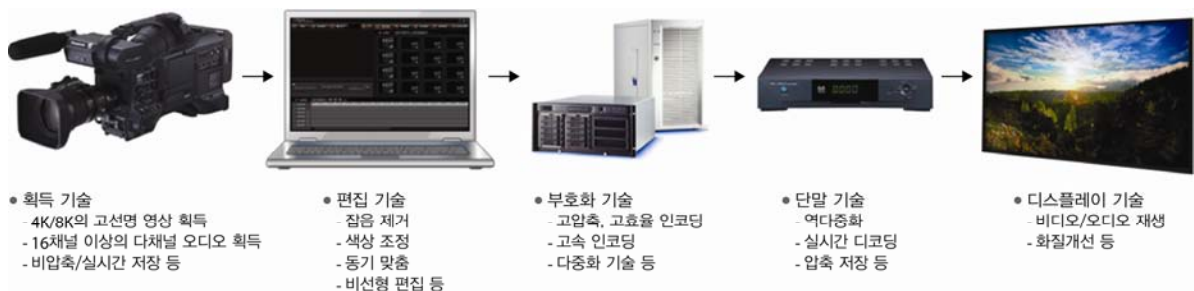 ● 획득 기술
- 4K/8K의 고선명 영상 획득
- 16채널 이상의 다채널 오디오 획득
- 비압축/실시간 저장 등
● 편집 기술
- 잡음 제거
- 색상 조정
- 동기 맞춤
- 비선형 편집 등
● 부호화 기술
- 고압축, 고효율 인코딩
- 고속 인코딩
- 다중화 기술 등
● 단말 기술
- 역다중화
- 실시간 디코딩
- 압축 저장 등
● 디스플레이 기술
- 비디오/오디오 재생
- 화질개선 등